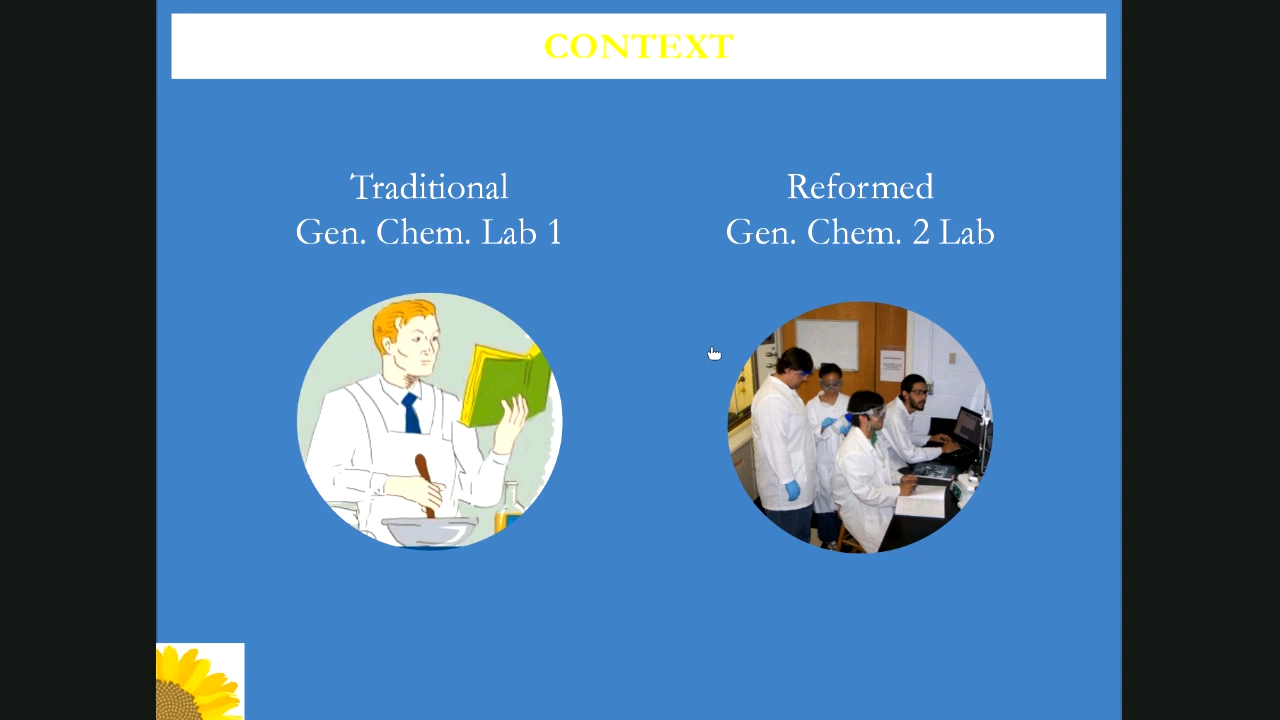 CONTEXT
Traditional
Gen. Chem. Lab 1
Reformed
Gen. Chem. 2 Lab